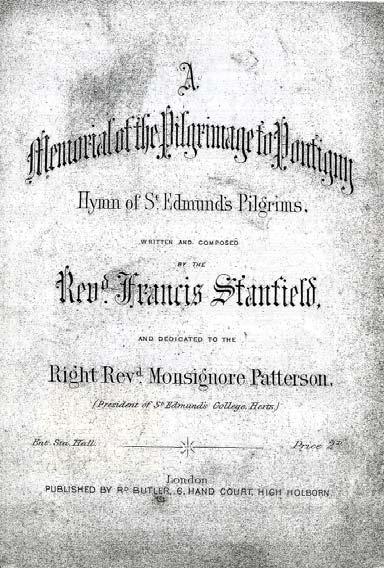 A
Memorial of the Pilgrimage to Pontigny
Hymn of St. Edmund's Pilgrims,
WRITTEN AND COMPOSED
BY THE
Revd. Francis Stanfield,
AND DEDICATED TO THE
Right Revd. Monsignore Patterson,
(President of St. Edmund's College, Herts)
Ent. Sta. Hall. Price
London
PUBLISHED BY RD. BUTLER, 6, HAND COURT, HIGH HOLBORN